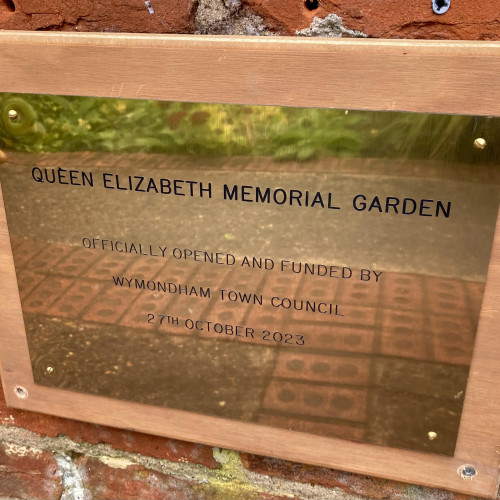 QUEEN ELIZABETH MEMORIAL GARDEN
OFFICIALLY OPENED AND FUNDED BY
WYMONDHAM TOWN COUNCIL
27TH OCTOBER 2023